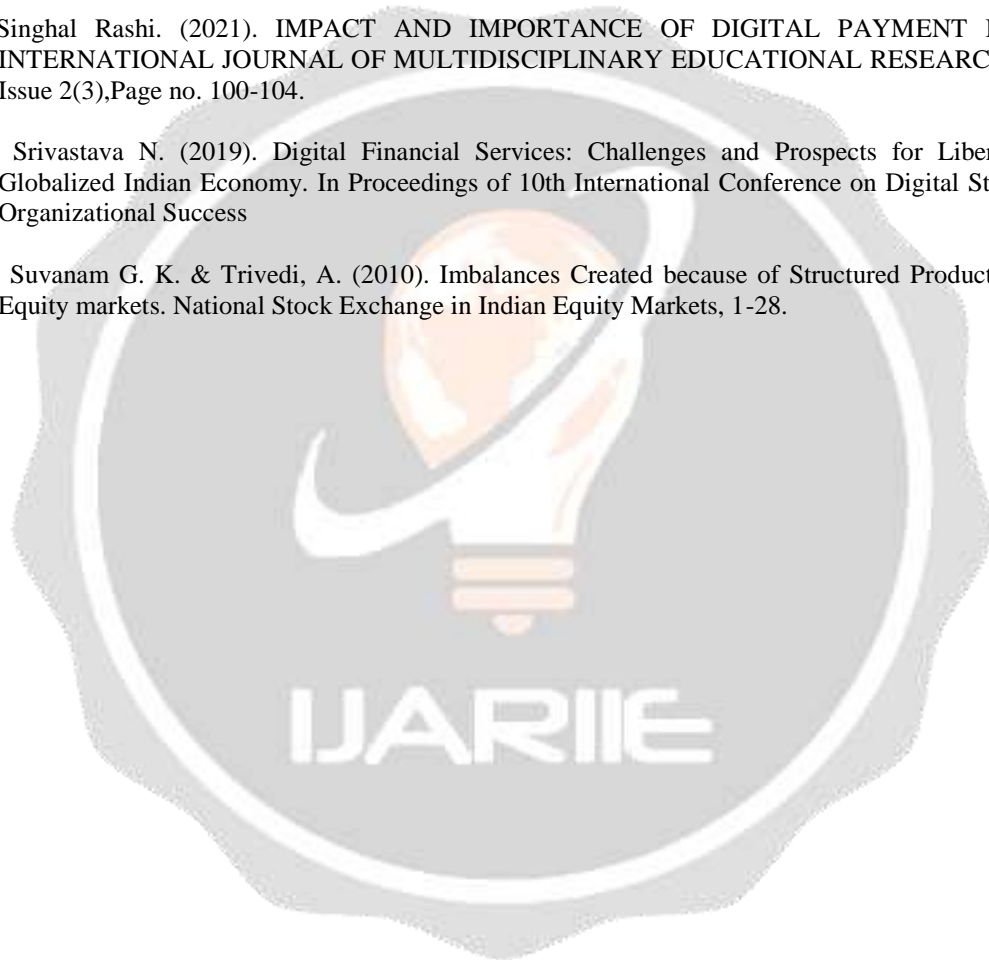 Singhal Rashi. (2021). IMPACT AND IMPORTANCE OF DIGITAL PAYMENT
INTERNATIONAL JOURNAL OF MULTIDISCIPLINARY EDUCATIONAL RESEARC
Issue 2(3),Page no. 100-104.
Srivastava N. (2019). Digital Financial Services: Challenges and Prospects for Liber
Globalized Indian Economy. In Proceedings of 10th International Conference on Digital St
Organizational Success
Suvanam G. K. & Trivedi, A. (2010). Imbalances Created because of Structured Product
Equity markets. National Stock Exchange in Indian Equity Markets, 1-28.
IJARIIE